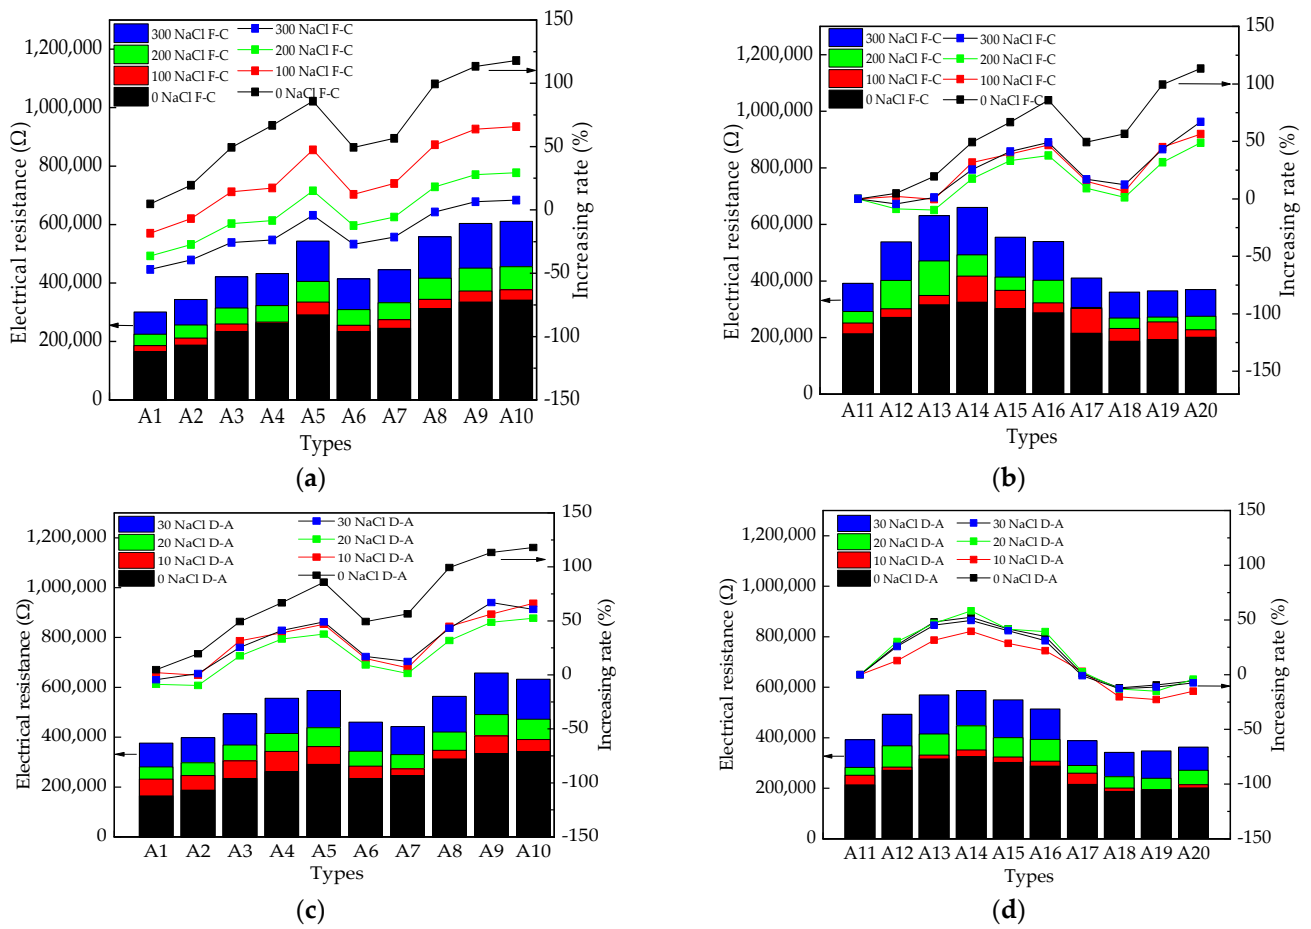 300 NaCl F-C
200 NaCl F-C
100 NaCl F-C
0 NaCl F-C
300 NaCl F-C
200 NaCl F-C
100 NaCl F-C
0 NaCl F-C
1,200,000
1,000,000
800,000
600,000
400,000
200,000
0
Electrical resistance (Ω)
150
100
50
0
-50
-100
-150
Increasing rate (%)
A1 A2 A3 A4 A5 A6 A7 A8 A9 A10
Types
(a)
300 NaCl F-C
200 NaCl F-C
100 NaCl F-C
0 NaCl F-C
300 NaCl F-C
200 NaCl F-C
100 NaCl F-C
0 NaCl F-C
1,200,000
1,000,000
800,000
600,000
400,000
200,000
0
Electrical resistance (Ω)
150
100
50
0
-50
-100
-150
Increasing rate (%)
A11 A12 A13 A14 A15 A16 A17 A18 A19 A20
Types
(b)
30 NaCl D-A
20 NaCl D-A
10 NaCl D-A
0 NaCl D-A
30 NaCl D-A
20 NaCl D-A
10 NaCl D-A
0 NaCl D-A
1,200,000
1,000,000
800,000
600,000
400,000
200,000
0
Electrical resistance (Ω)
150
100
50
0
-50
-100
-150
Increasing rate (%)
A1 A2 A3 A4 A5 A6 A7 A8 A9 A10
Types
(c)
30 NaCl D-A
20 NaCl D-A
10 NaCl D-A
0 NaCl D-A
30 NaCl D-A
20 NaCl D-A
10 NaCl D-A
0 NaCl D-A
1,200,000
1,000,000
800,000
600,000
400,000
200,000
0
Electrical resistance (Ω)
150
100
50
0
-50
-100
-150
Increasing rate (%)
A11 A12 A13 A14 A15 A16 A17 A18 A19 A20
Types
(d)